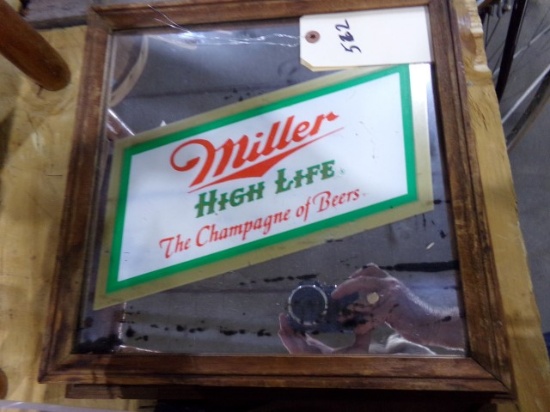 582
Miller
HIGH LIFE
The Champagne of Beers